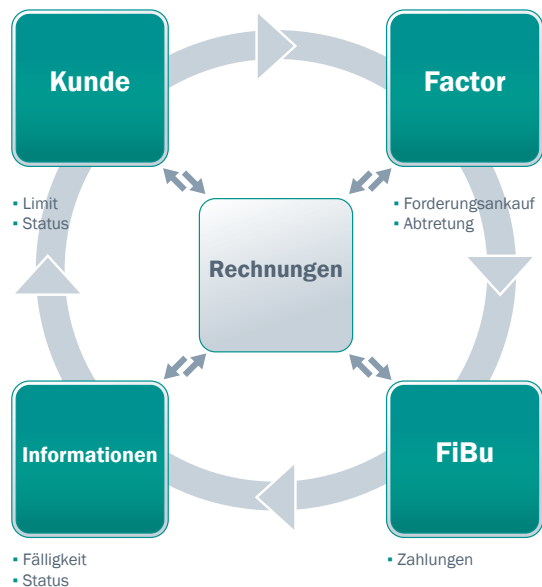 Kunde
Factor
▪ Limit
▪ Status
▪ Forderungsankauf
▪ Abtretung
Rechnungen
Informationen
FiBu
▪ Fälligkeit
▪ Status
▪ Zahlungen